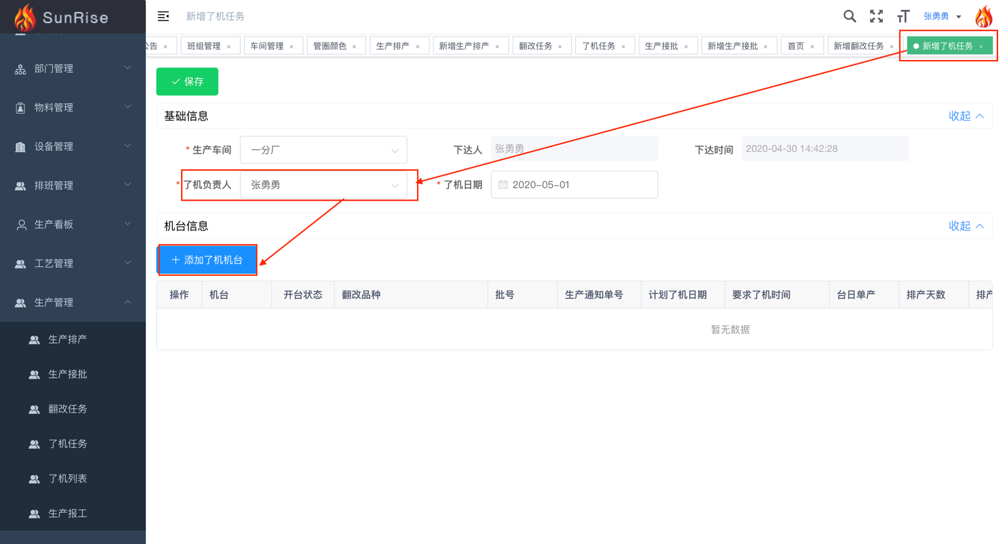 SunRise
新增了机任务
张勇勇
公告 ×
班组管理 ×
车间管理 ×
管圈颜色 ×
生产排产 ×
新增生产排产 ×
翻改任务 ×
了机任务 ×
生产接批 ×
新增生产接批 ×
首页 ×
新增翻改任务 ×
新增了机任务 ×
部门管理
物料管理
设备管理
排班管理
生产看板
工艺管理
生产管理
生产排产
生产接批
翻改任务
了机任务
了机列表
生产报工
保存
基础信息
收起
* 生产车间 一分厂
下达人 张勇勇
下达时间 2020-04-30 14:42:28
* 了机负责人 张勇勇
* 了机日期 2020-05-01
机台信息
收起
+ 添加了机机台
操作 机台 开台状态 翻改品种 批号 生产通知单号 计划了机日期 要求了机时间 台日单产 排产天数 排产
暂无数据